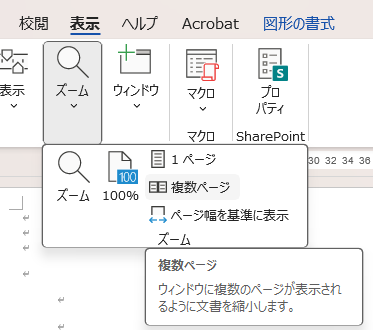 校閲 表示 ヘルプ Acrobat 図形の書式
表示 ズーム ウィンドウ マクロ プロ
パティ
マクロ SharePoint
100
1 ページ
30 32 34 36
複数ページ
ズーム 100%
ページ幅を基準に表示
ズーム
複数ページ
ウィンドウに複数のページが表示され
るように文書を縮小します。